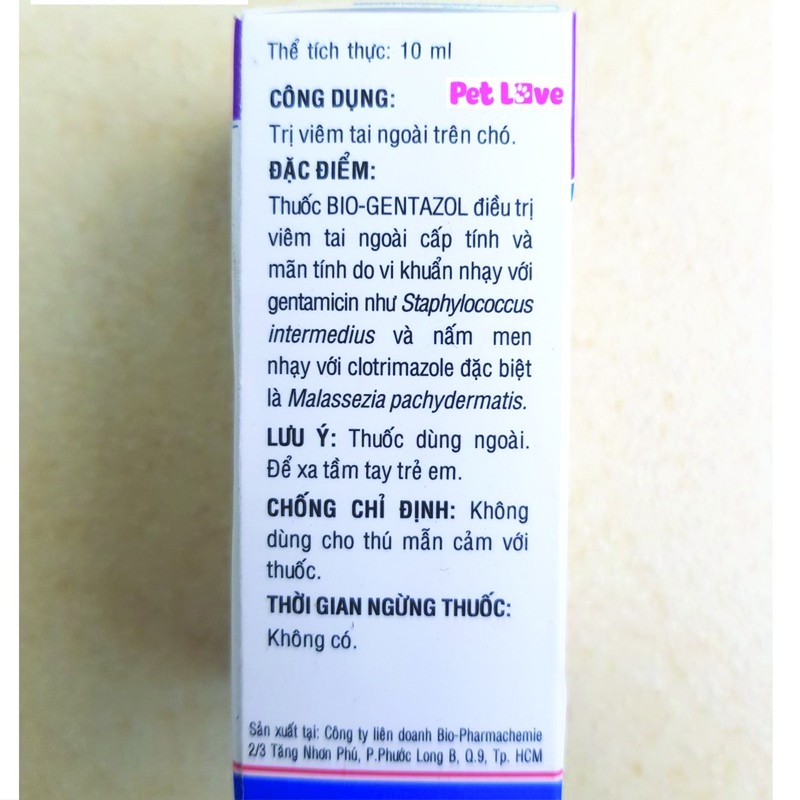 Thể tích thực: 10 ml
Pet Love
CÔNG DỤNG:
Trị viêm tai ngoài trên chó.
ĐẶC ĐIỂM:
Thuốc BIO-GENTAZOL điều trị
viêm tai ngoài cấp tính và
mãn tính do vi khuẩn nhạy với
gentamicin như Staphylococcus
intermedius và nấm men
nhạy với clotrimazole đặc biệt
là Malassezia pachydermatis.
LƯU Ý: Thuốc dùng ngoài.
Để xa tầm tay trẻ em.
CHỐNG CHỈ ĐỊNH: Không
dùng cho thú mẫn cảm với
thuốc.
THỜI GIAN NGỪNG THUỐC:
Không có.
Sản xuất tại: Công ty liên doanh Bio-Pharmachemie
2/3 Tăng Nhơn Phú, P.Phước Long B, Q.9, Tp. HCM